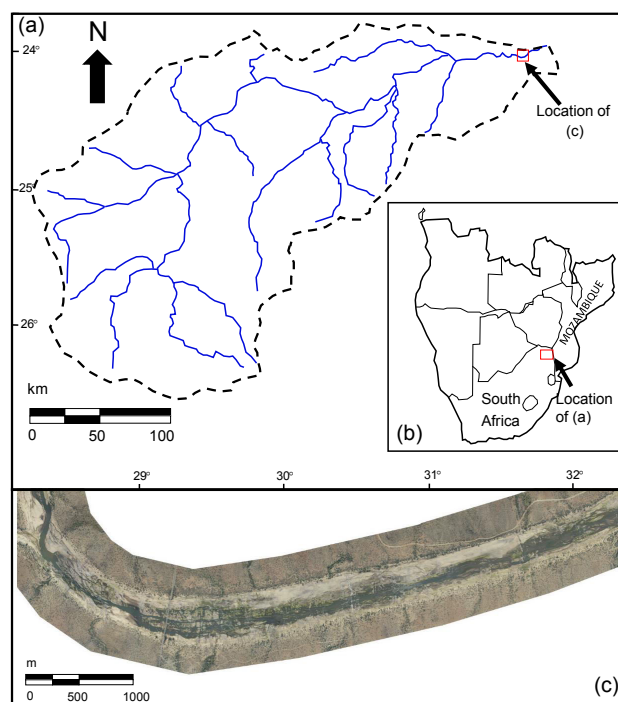 (a)
N
24°
Location of
(c)
25°
26°
km
0 50 100
MOZAMBIQUE
South
Africa
Location
of (a)
(b)
29° 30° 31° 32°
m
0 500 1000
(c)